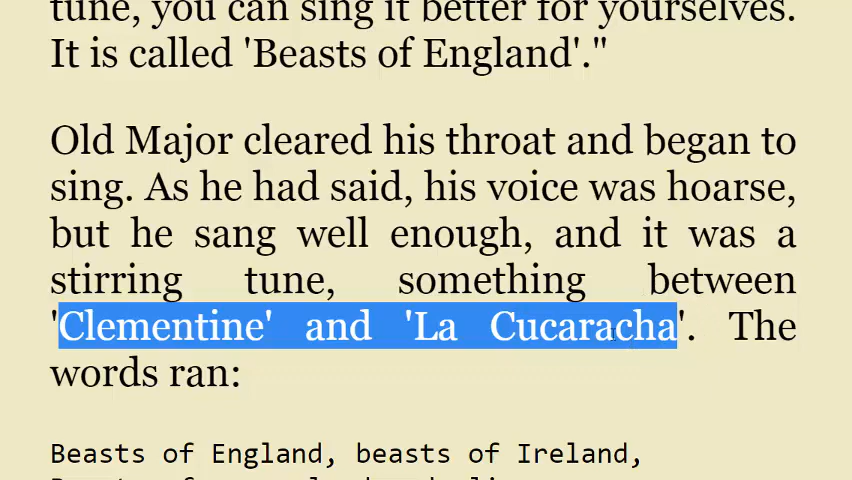 tune, you can sing it better for yourselves.
It is called 'Beasts of England'."
Old Major cleared his throat and began to
sing. As he had said, his voice was hoarse,
but he sang well enough, and it was a
stirring tune, something between
'Clementine' and 'La Cucaracha'. The
words ran:
Beasts of England, beasts of Ireland,